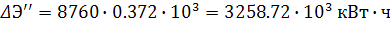 𝛥Э′′ = 8760 ∙ 0.372 ∙ 10³ = 3258.72 ∙ 10³ кВт ∙ ч